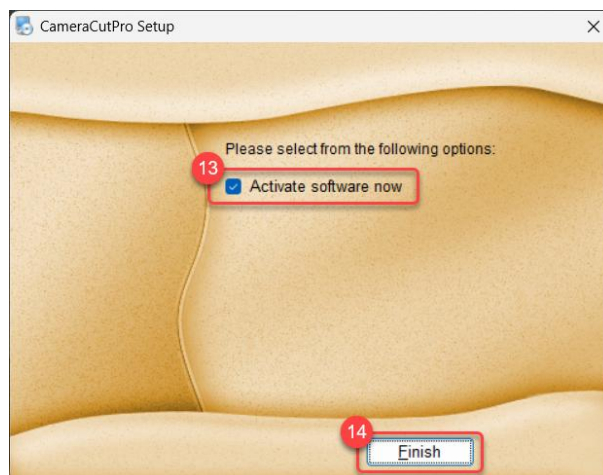 CameraCutPro Setup
Please select from the following options:
13
Activate software now
14
Finish